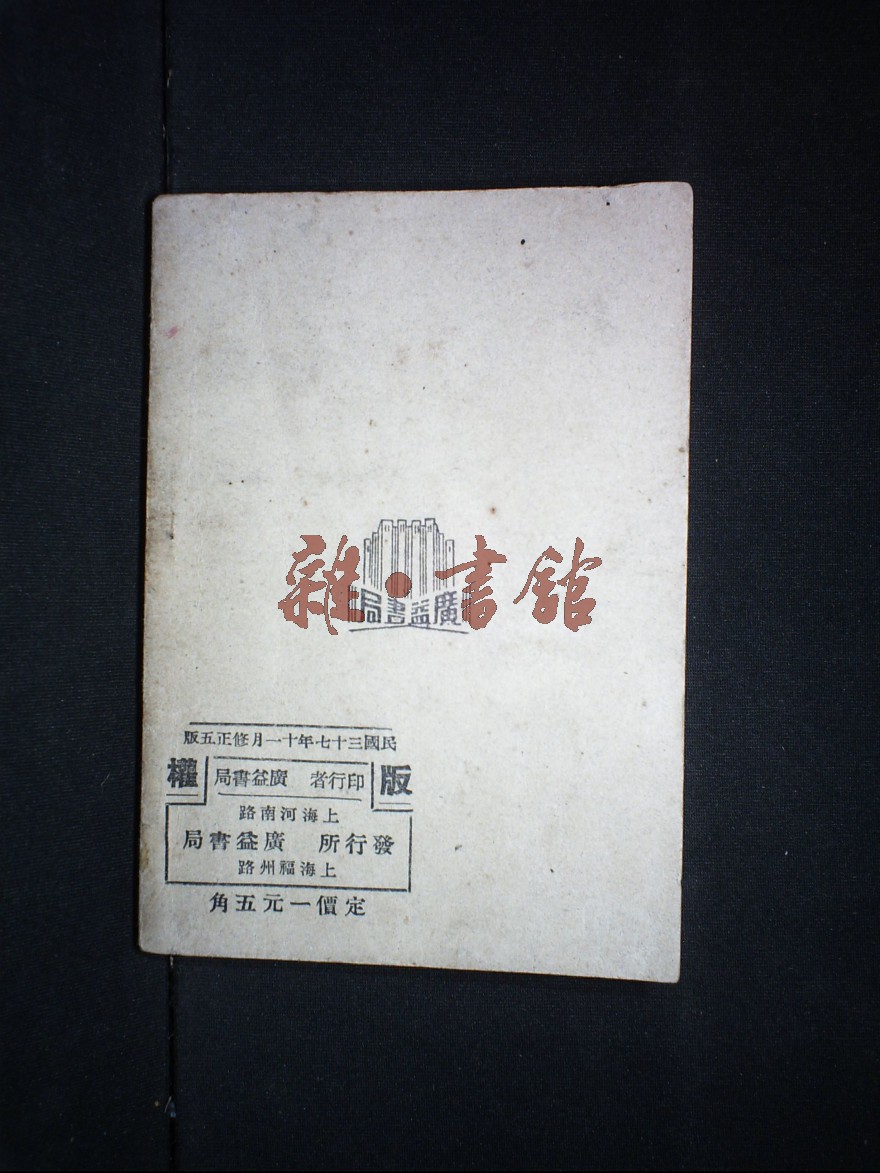 雜·書館
廣益書局
民國三十七年十一月修正五版
版權
印行者 廣益書局
上海河南路
發行所 廣益書局
上海福州路
定價一元五角